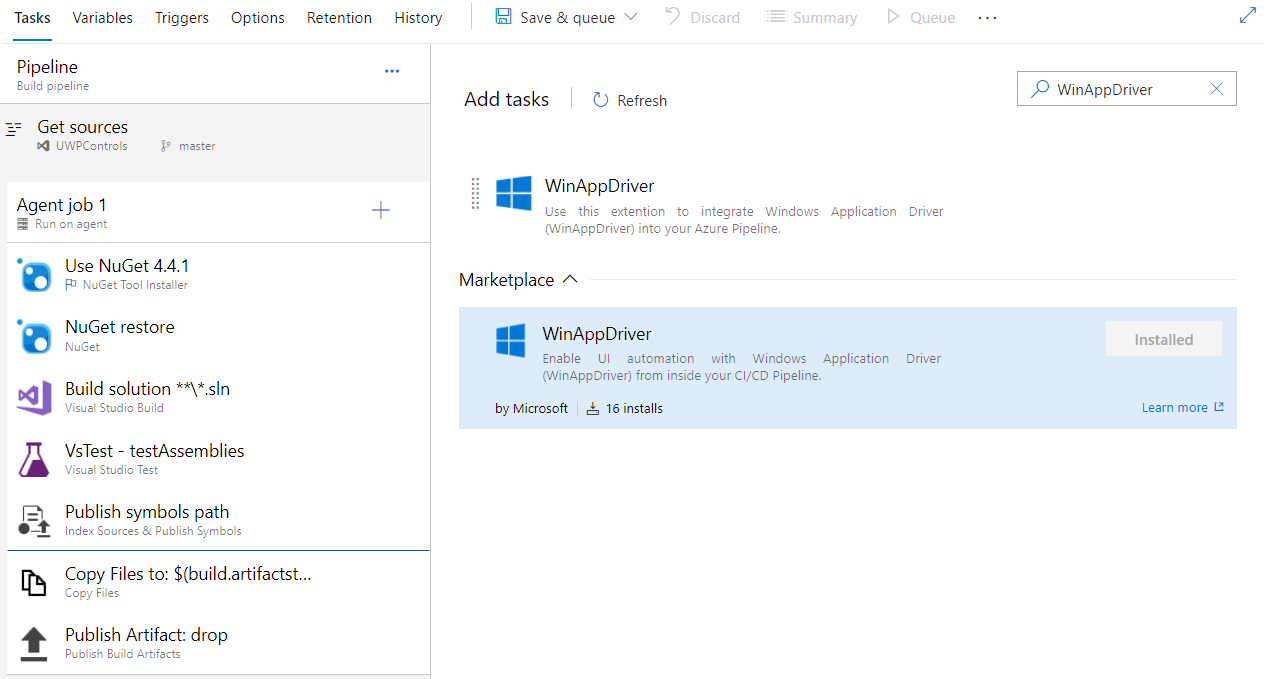 Tasks Variables Triggers Options Retention History Save & queue Discard Summary Queue ...
Pipeline
Build pipeline
Get sources
UWPControls master
Agent job 1
Run on agent
Use NuGet 4.4.1
NuGet Tool Installer
NuGet restore
NuGet
Build solution **\*.sln
Visual Studio Build
VsTest - testAssemblies
Visual Studio Test
Publish symbols path
Index Sources & Publish Symbols
Copy Files to: $(build.artifactst...
Copy Files
Publish Artifact: drop
Publish Build Artifacts
Add tasks Refresh WinAppDriver
WinAppDriver
Use this extention to integrate Windows Application Driver
(WinAppDriver) into your Azure Pipeline.
Marketplace
WinAppDriver
Enable UI automation with Windows Application Driver
(WinAppDriver) from inside your CI/CD Pipeline.
Installed
by Microsoft 16 installs Learn more